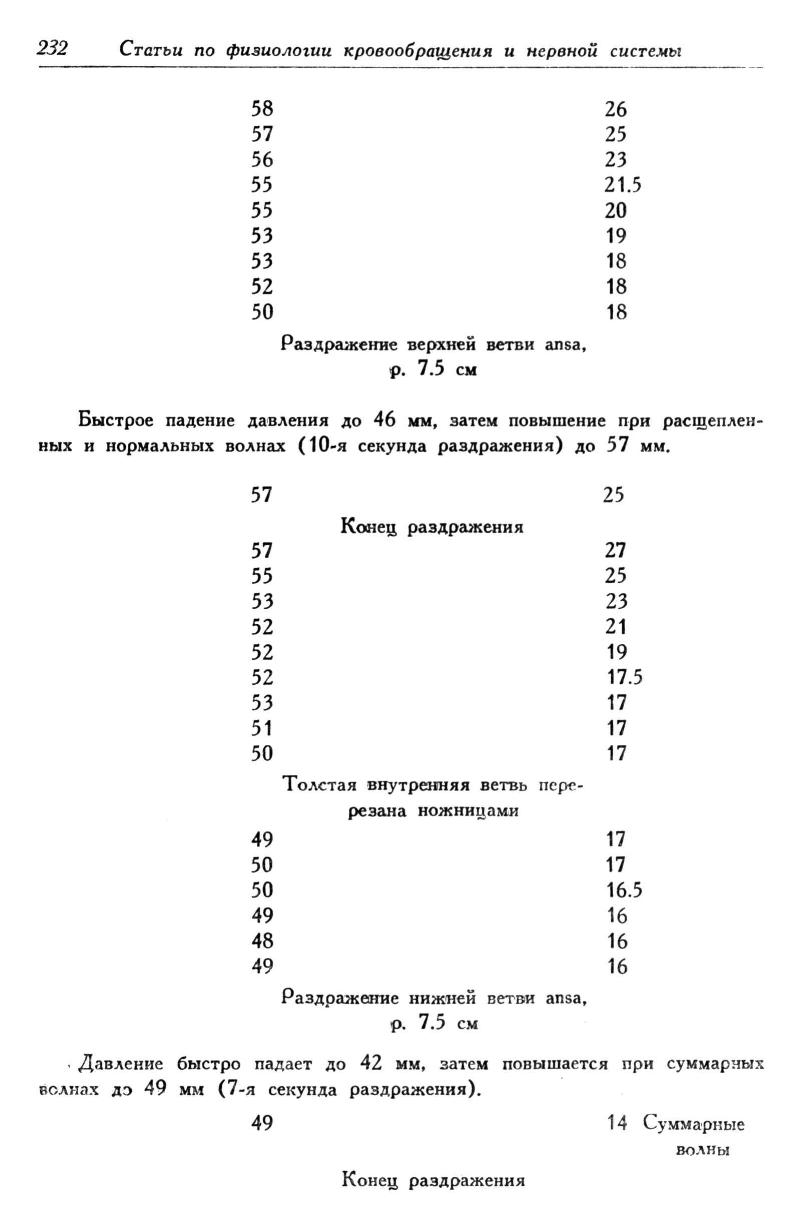 232 Статьи по физиологии кровообращения и нервной системы
58 26
57 25
56 23
55 21.5
55 20
53 19
53 18
52 18
50 18
Раздражение верхней ветви ansa,
р. 7.5 см
Быстрое падение давления до 46 мм, затем повышение при расщеплен-
ных и нормальных волнах (10-я секунда раздражения) до 57 мм.
57 25
Конец раздражения
57 27
55 25
53 23
52 21
52 19
52 17.5
53 17
51 17
50 17
Толстая внутренняя ветвь пере-
резана ножницами
49 17
50 17
50 16.5
49 16
48 16
49 16
Раздражение нижней ветви ansa,
р. 7.5 см
Давление быстро падает до 42 мм, затем повышается при суммарных
волнах до 49 мм (7-я секунда раздражения).
49 14 Суммарные
волны
Конец раздражения